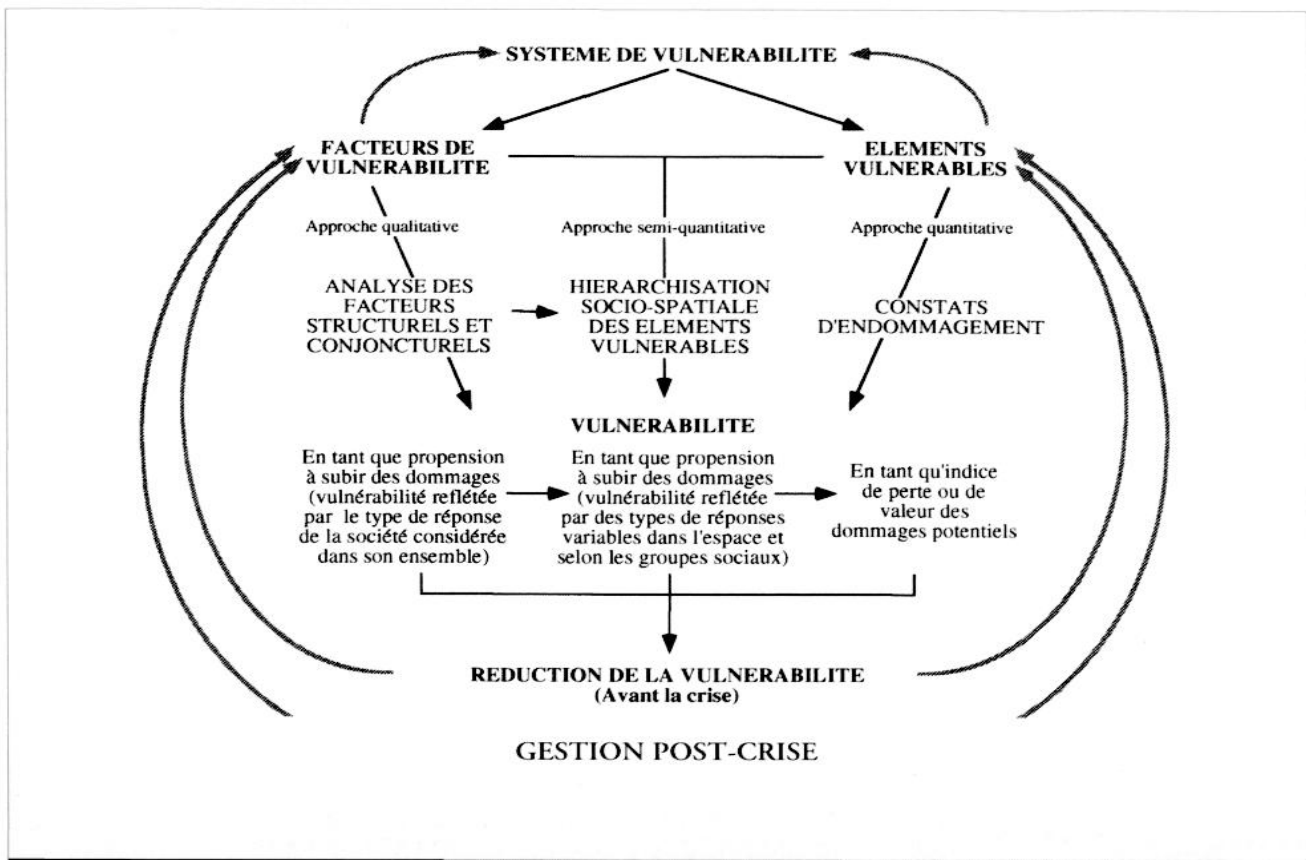 SYSTEME DE VULNERABILITE
FACTEURS DE
VULNERABILITE
ELEMENTS
VULNERABLES
Approche qualitative
Approche semi-quantitative
Approche quantitative
ANALYSE DES
FACTEURS
STRUCTURELS ET
CONJONCTURELS
HIERARCHISATION
SOCIO-SPATIALE
DES ELEMENTS
VULNERABLES
CONSTATS
D'ENDOMMAGEMENT
VULNERABILITE
En tant que propension
à subir des dommages
(vulnérabilité reflétée
par le type de réponse
de la société considérée
dans son ensemble)
En tant que propension
à subir des dommages
(vulnérabilité reflétée
par des types de réponses
variables dans l'espace et
selon les groupes sociaux)
En tant qu'indice
de perte ou de
valeur des
dommages potentiels
REDUCTION DE LA VULNERABILITE
(Avant la crise)
GESTION POST-CRISE